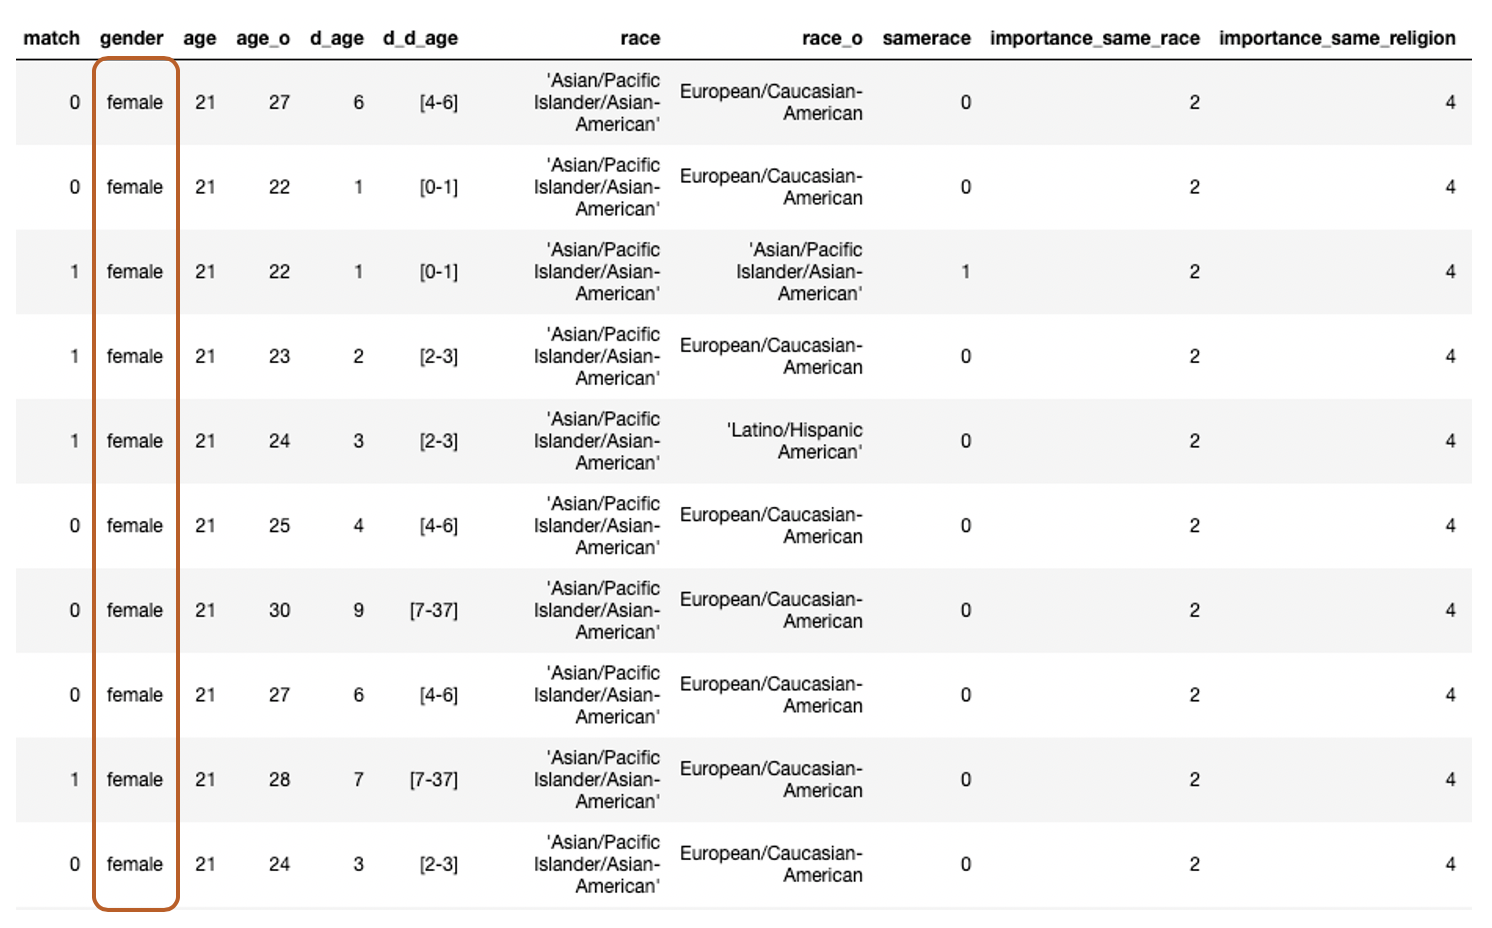 match gender age age_o d_age d_d_age race race_o samerace importance_same_race importance_same_religion
0 female 21 27 6 [4-6] 'Asian/Pacific Islander/Asian-American' European/Caucasian-American 0 2 4
0 female 21 22 1 [0-1] 'Asian/Pacific Islander/Asian-American' European/Caucasian-American 0 2 4
1 female 21 22 1 [0-1] 'Asian/Pacific Islander/Asian-American' 'Asian/Pacific Islander/Asian-American' 1 2 4
1 female 21 23 2 [2-3] 'Asian/Pacific Islander/Asian-American' European/Caucasian-American 0 2 4
1 female 21 24 3 [2-3] 'Asian/Pacific Islander/Asian-American' 'Latino/Hispanic American' 0 2 4
0 female 21 25 4 [4-6] 'Asian/Pacific Islander/Asian-American' European/Caucasian-American 0 2 4
0 female 21 30 9 [7-37] 'Asian/Pacific Islander/Asian-American' European/Caucasian-American 0 2 4
0 female 21 27 6 [4-6] 'Asian/Pacific Islander/Asian-American' European/Caucasian-American 0 2 4
1 female 21 28 7 [7-37] 'Asian/Pacific Islander/Asian-American' European/Caucasian-American 0 2 4
0 female 21 24 3 [2-3] 'Asian/Pacific Islander/Asian-American' European/Caucasian-American 0 2 4